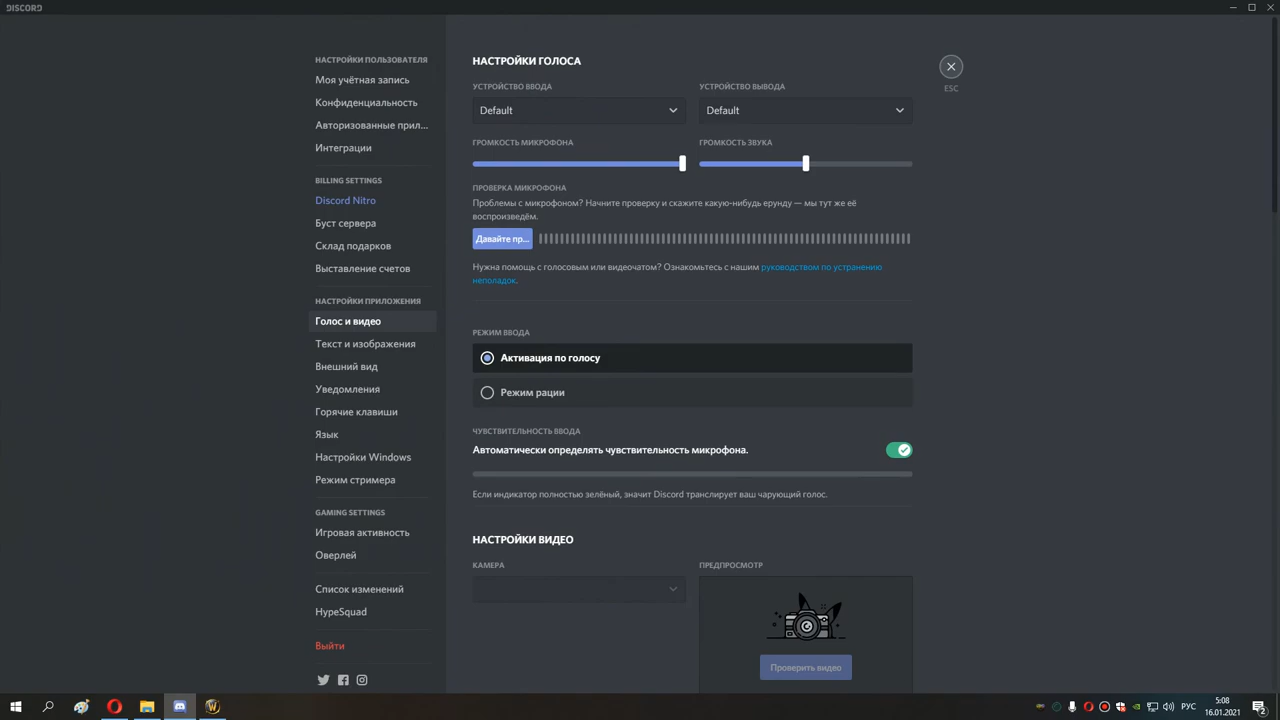 DISCORD
НАСТРОЙКИ ПОЛЬЗОВАТЕЛЯ
Моя учётная запись
Конфиденциальность
Авторизованные прил...
Интеграции
BILLING SETTINGS
Discord Nitro
Буст сервера
Склад подарков
Выставление счетов
НАСТРОЙКИ ПРИЛОЖЕНИЯ
Голос и видео
Текст и изображения
Внешний вид
Уведомления
Горячие клавиши
Язык
Настройки Windows
Режим стримера
GAMING SETTINGS
Игровая активность
Оверлей
Список изменений
HypeSquad
Выйти
НАСТРОЙКИ ГОЛОСА
УСТРОЙСТВО ВВОДА
Default
УСТРОЙСТВО ВЫВОДА
Default
ГРОМКОСТЬ МИКРОФОНА
ГРОМКОСТЬ ЗВУКА
ПРОВЕРКА МИКРОФОНА
Проблемы с микрофоном? Начните проверку и скажите какую-нибудь ерунду — мы тут же её
воспроизведём.
Давайте пр...
Нужна помощь с голосовым или видеочатом? Ознакомьтесь с нашим руководством по устранению
неполадок.
РЕЖИМ ВВОДА
Активация по голосу
Режим рации
ЧУВСТВИТЕЛЬНОСТЬ ВВОДА
Автоматически определять чувствительность микрофона.
Если индикатор полностью зелёный, значит Discord транслирует ваш чарующий голос.
НАСТРОЙКИ ВИДЕО
КАМЕРА
ПРЕДПРОСМОТР
Проверить видео
ESC
РУС
5:08
16.01.2021
2